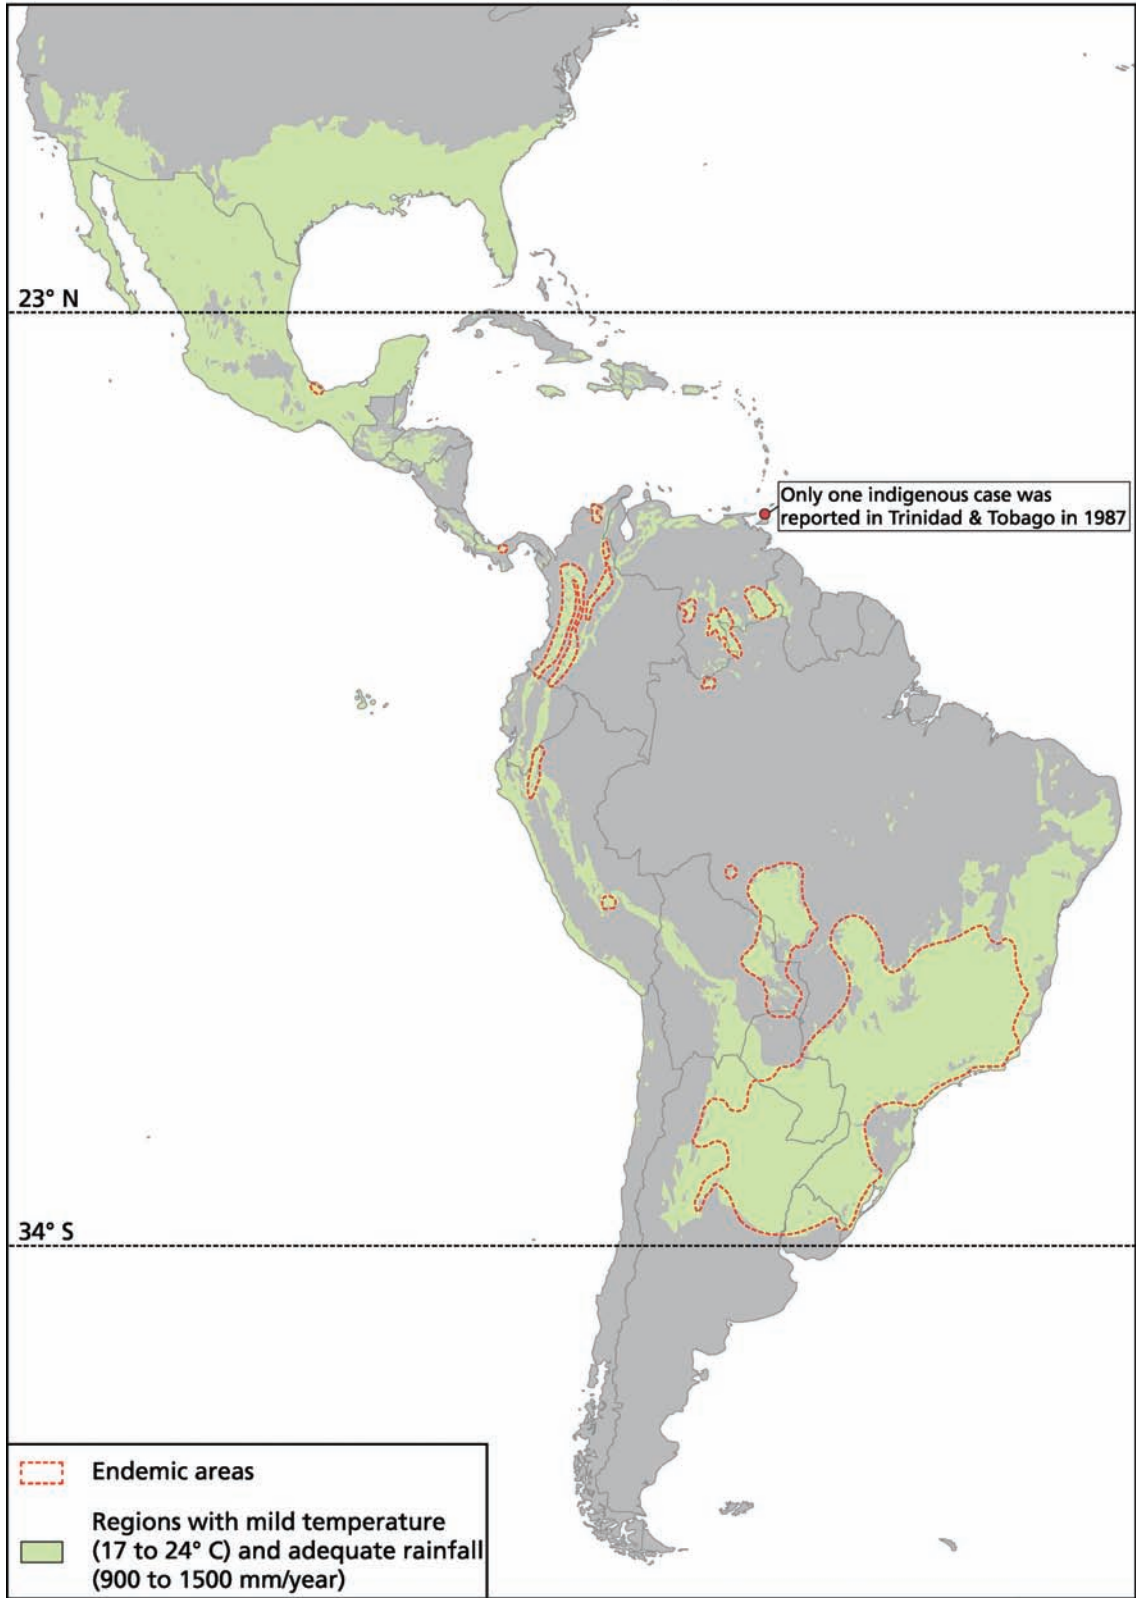 23° N
Only one indigenous case was
reported in Trinidad & Tobago in 1987
34° S
Endemic areas
Regions with mild temperature
(17 to 24° C) and adequate rainfall
(900 to 1500 mm/year)